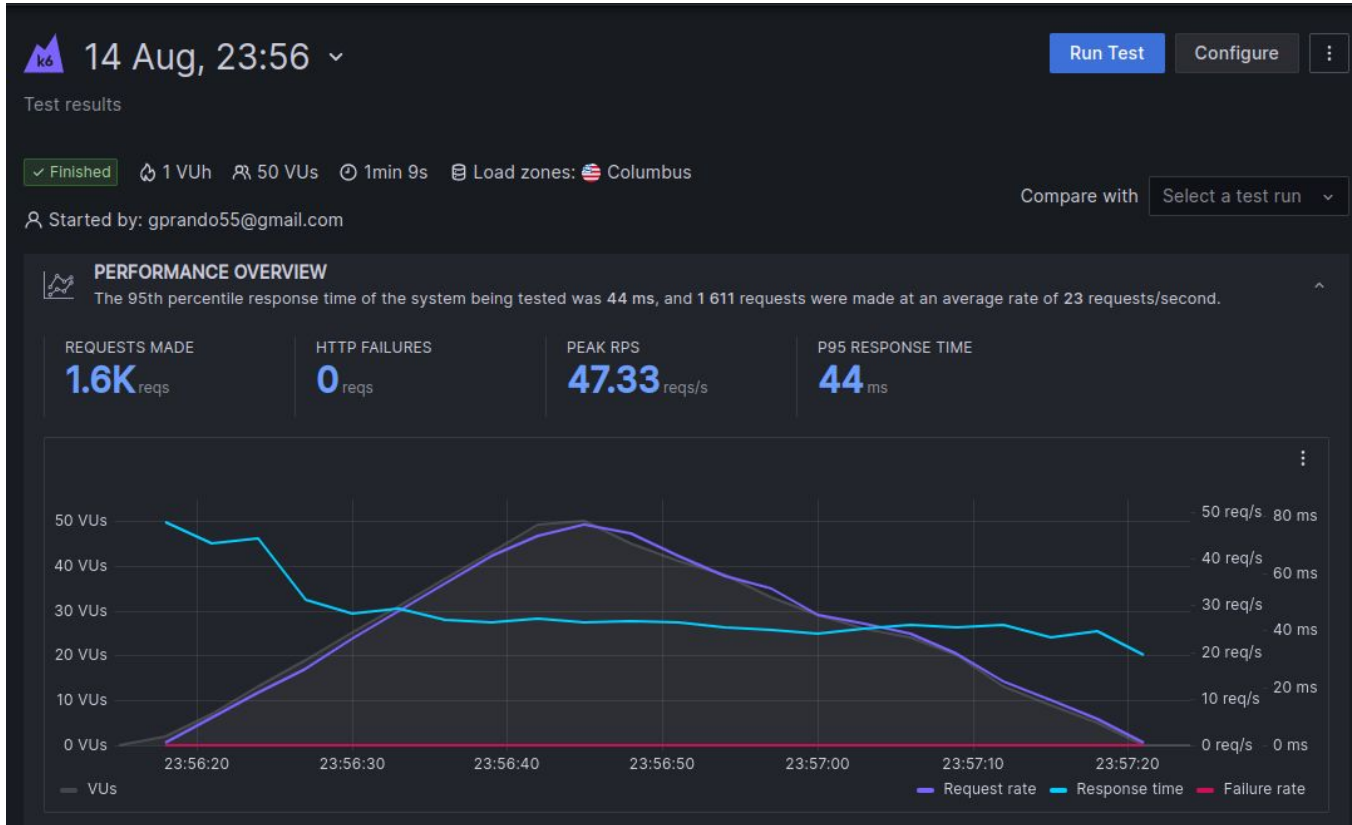 k6
14 Aug, 23:56
Run Test
Configure
Test results
Finished
1 VUh
50 VUs
1min 9s
Load zones:
Columbus
Compare with
Select a test run
Started by: gprando55@gmail.com
PERFORMANCE OVERVIEW
The 95th percentile response time of the system being tested was 44 ms, and 1 611 requests were made at an average rate of 23 requests/second.
REQUESTS MADE
1.6K reqs
HTTP FAILURES
0 reqs
PEAK RPS
47.33 reqs/s
P95 RESPONSE TIME
44 ms
50 VUs
40 VUs
30 VUs
20 VUs
10 VUs
0 VUs
50 req/s
40 req/s
30 req/s
20 req/s
10 req/s
0 req/s
80 ms
60 ms
40 ms
20 ms
0 ms
23:56:20
23:56:30
23:56:40
23:56:50
23:57:00
23:57:10
23:57:20
VUs
Request rate
Response time
Failure rate